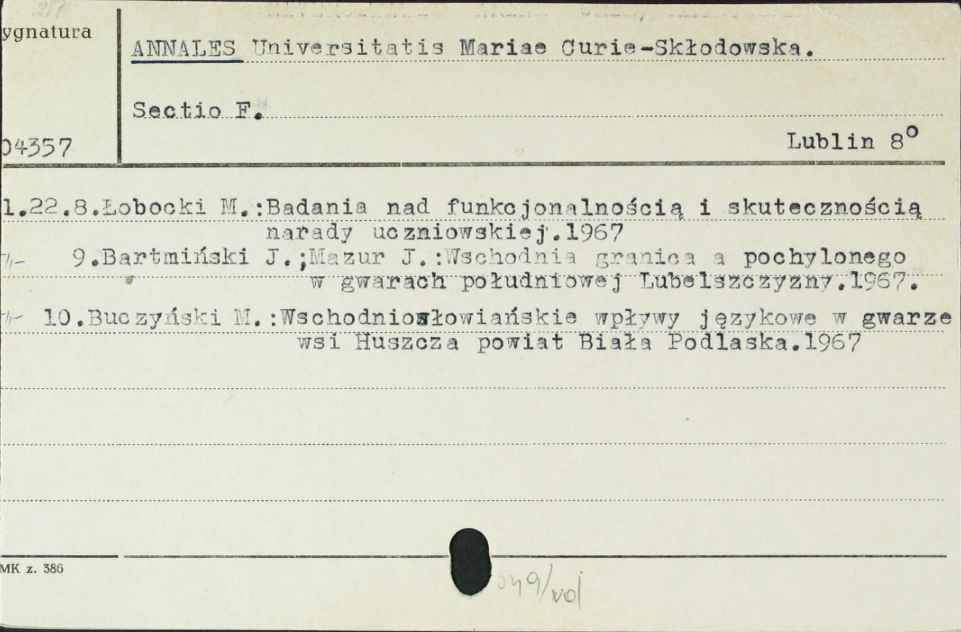 ygnatura
ANNALES Universitatis Mariae Curie-Skłodowska.
Sectio F.
04357
Lublin 8°
1.22.8.Łobocki M.:Badania nad funkcjonalnością i skutecznością
narady uczniowskiej.1967
9.Bartmiński J.;Mazur J.:Wschodnia granica a pochylonego
w gwarach południowej Lubelszczyzny.1967.
10.Buczyński M.:Wschodniosłowiańskie wpływy językowe w gwarze
wsi Huszcza powiat Biała Podlaska.1967
MK z. 386